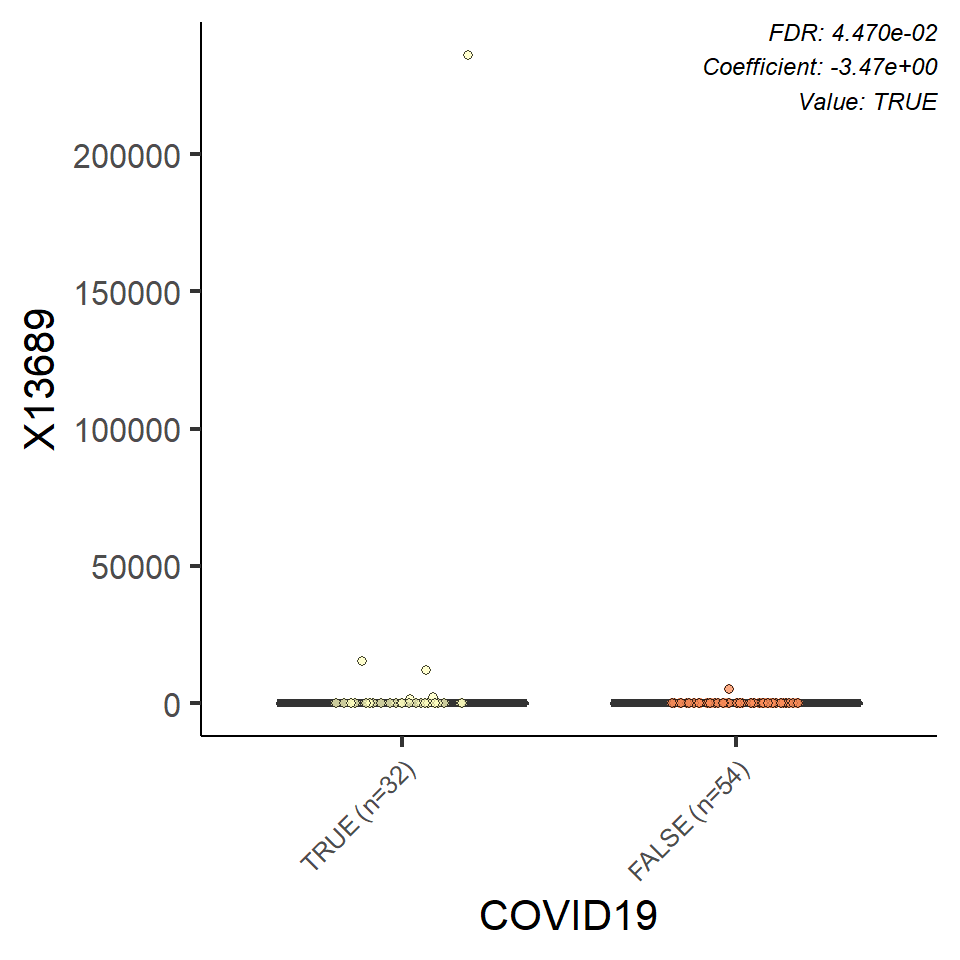 FDR: 4.470e-02
Coefficient: -3.47e+00
Value: TRUE
200000
150000
100000
50000
0
X13689
TRUE (n=32)
FALSE (n=54)
COVID19